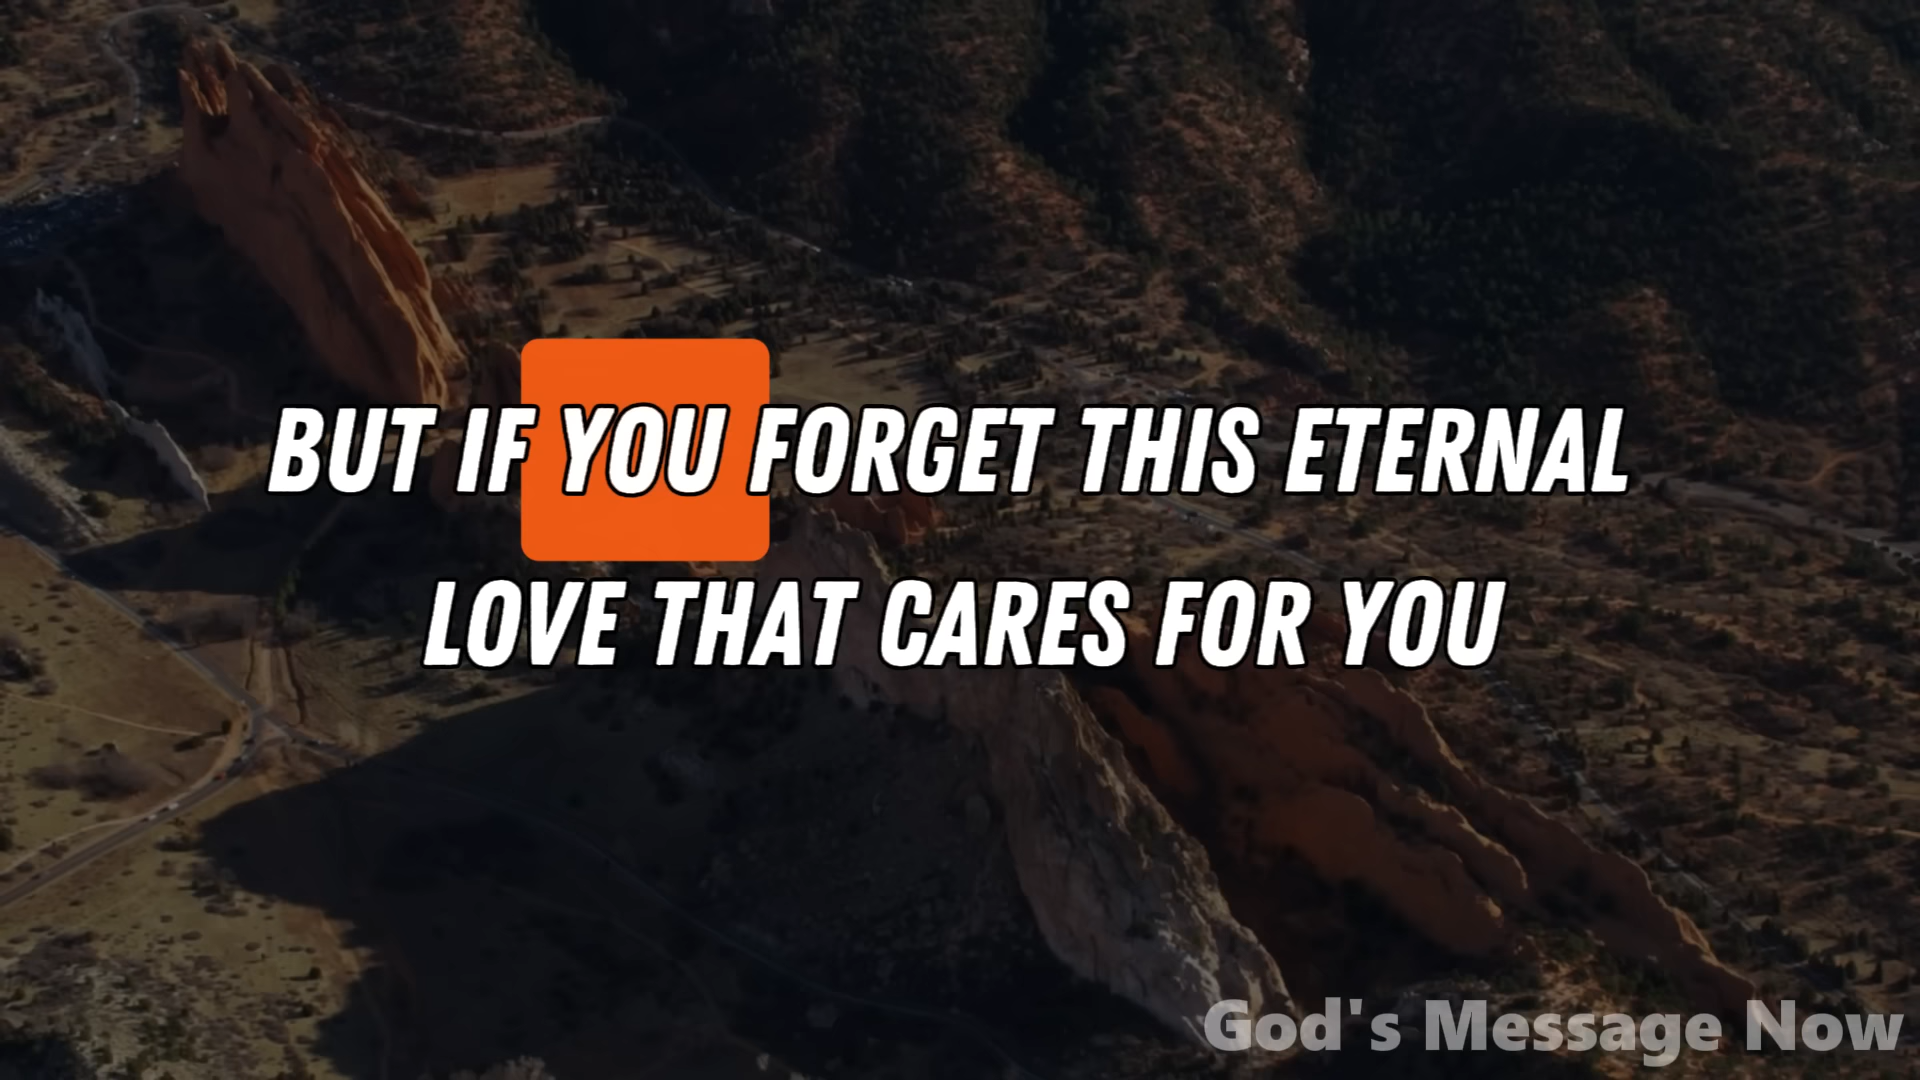 BUT IF YOU FORGET THIS ETERNAL
LOVE THAT CARES FOR YOU
God's Message Now